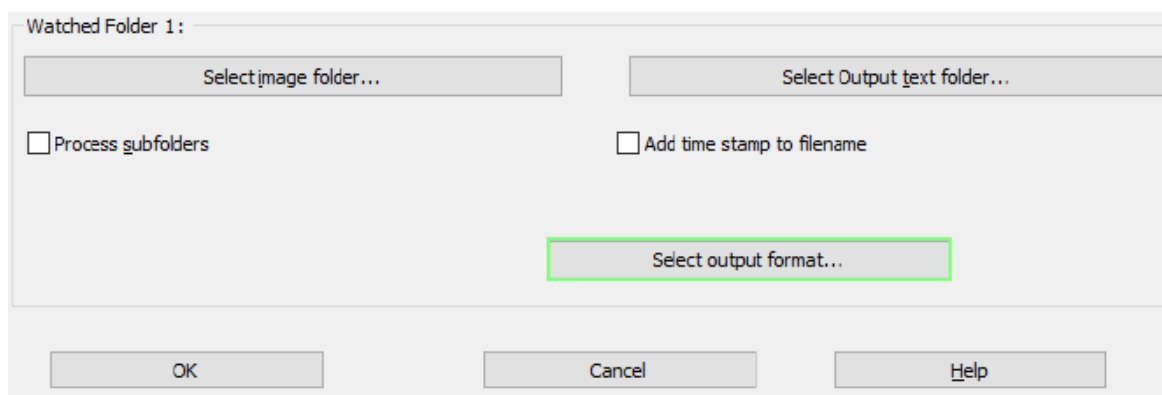 Watched Folder 1:
Select image folder...
Select Output text folder...
Process subfolders
Add time stamp to filename
Select output format...
OK
Cancel
Help